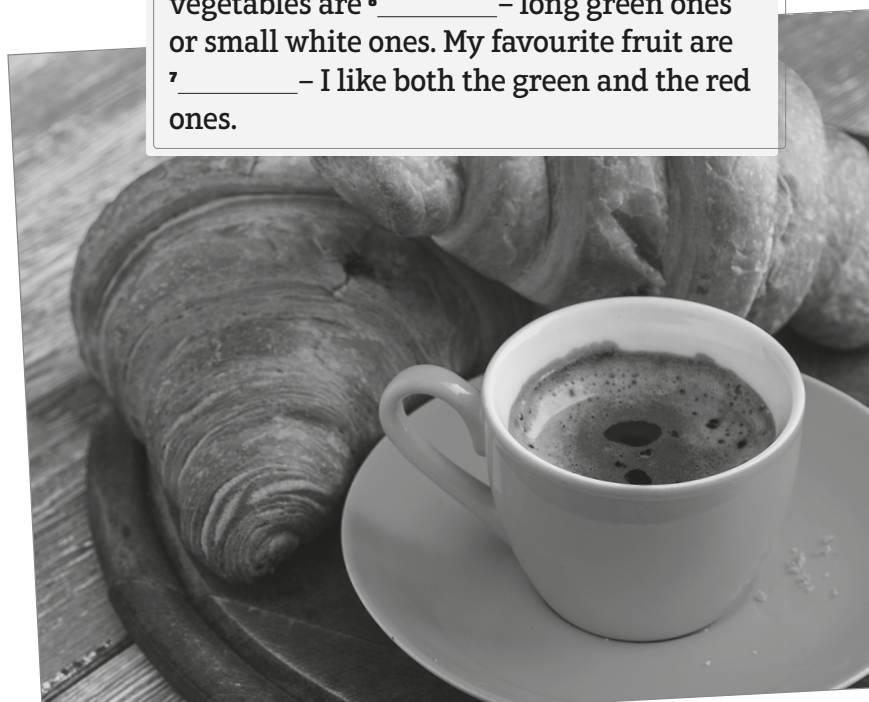 vegetables are ⁶________– long green ones
or small white ones. My favourite fruit are
⁷________– I like both the green and the red
ones.